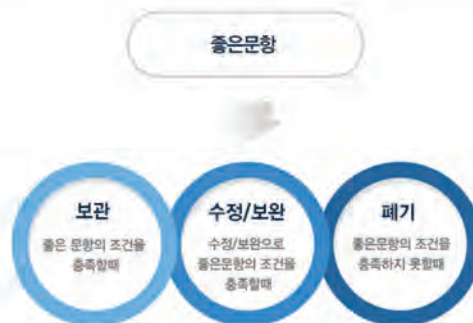 좋은문항
보관
좋은 문항의 조건을
충족할때
수정/보완
수정/보완으로
좋은문항의 조건을
충족할때
폐기
좋은문항의 조건을
충족하지 못할때